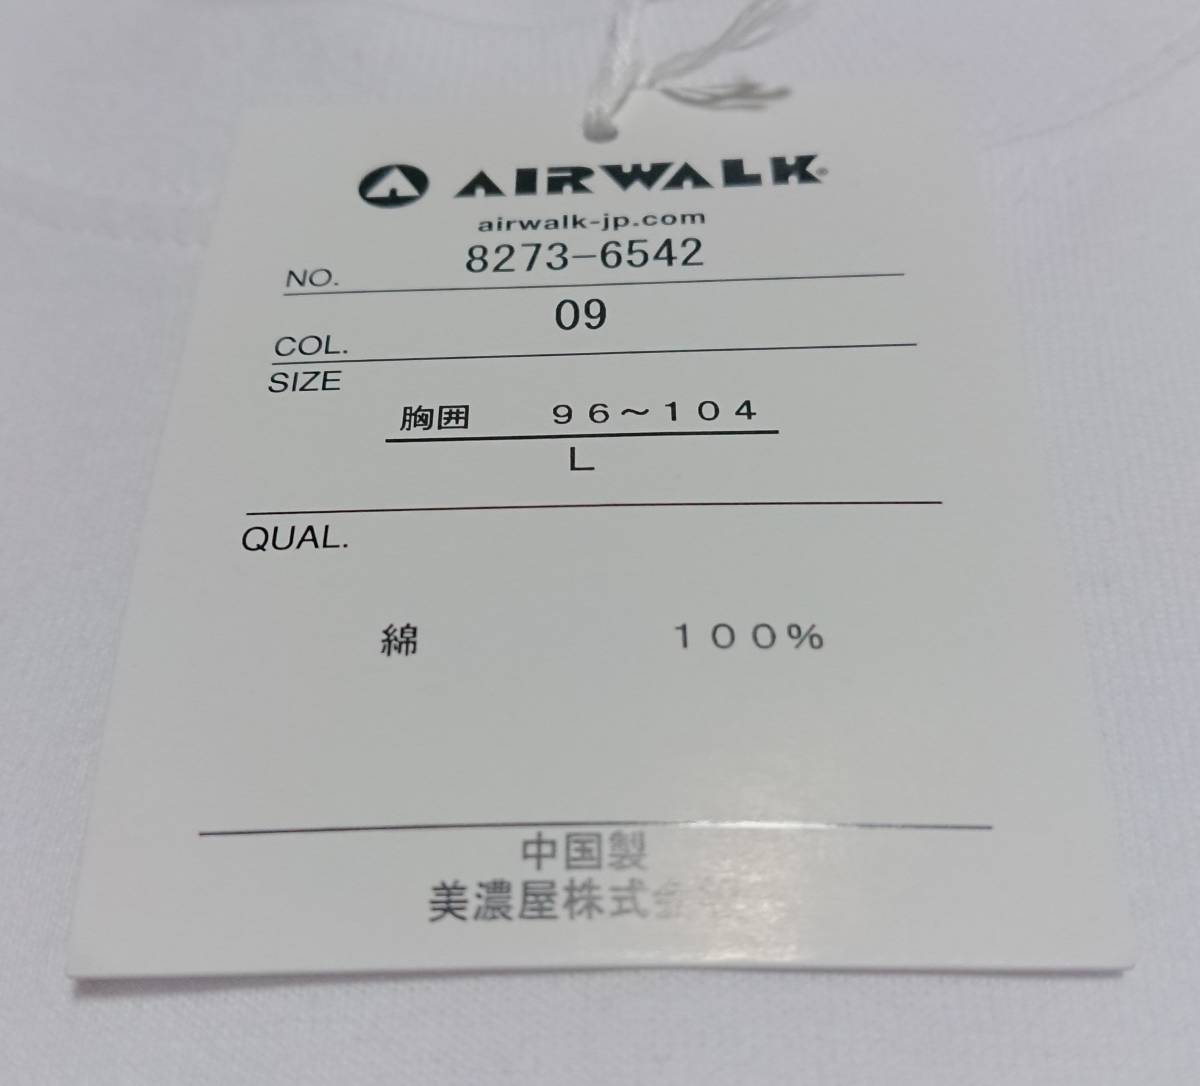 AIRWALK®
airwalk-jp.com
NO. 8273-6542
COL. 09
SIZE
胸囲 96～104
L
QUAL.
綿 100%
中国製
美濃屋株式